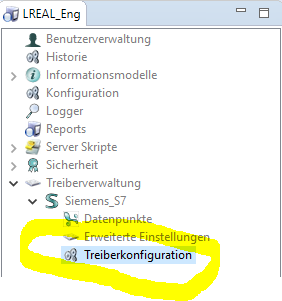 LREAL_Eng
Benutzerverwaltung
Historie
Informationsmodelle
Konfiguration
Logger
Reports
Server Skripte
Sicherheit
Treiberverwaltung
Siemens_S7
Datenpunkte
Erweiterte Einstellungen
Treiberkonfiguration